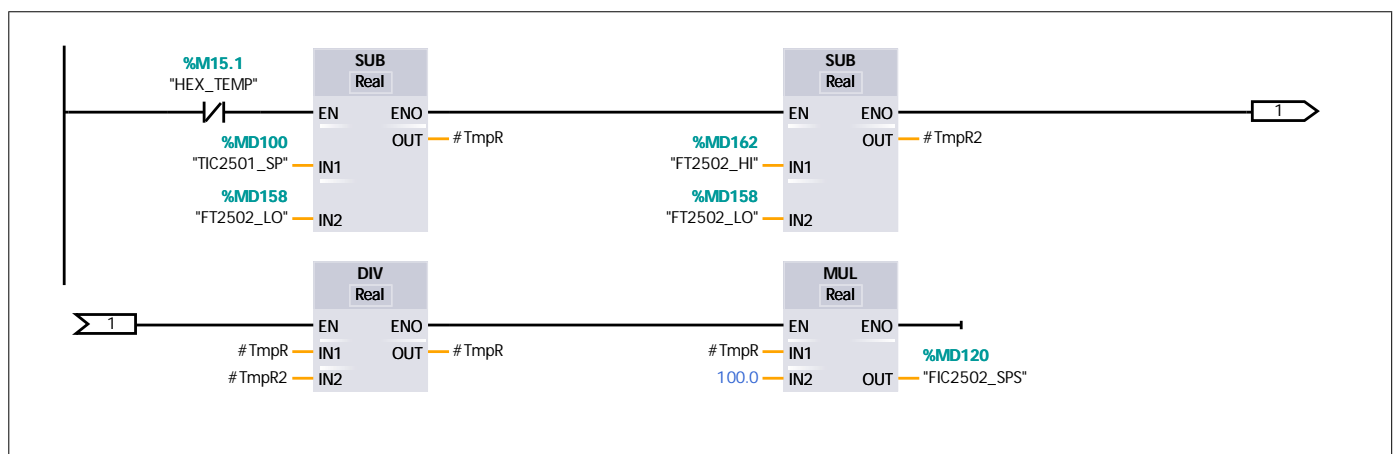 %M15.1
"HEX_TEMP"
SUB
Real
EN ENO
%MD100
"TIC2501_SP"
IN1
OUT
#TmpR
%MD158
"FT2502_LO"
IN2
SUB
Real
EN ENO
%MD162
"FT2502_HI"
IN1
OUT
#TmpR2
%MD158
"FT2502_LO"
IN2
1
1
DIV
Real
EN ENO
#TmpR IN1 OUT #TmpR
#TmpR2 IN2
MUL
Real
EN ENO
#TmpR IN1
%MD120
100.0 IN2 OUT "FIC2502_SPS"